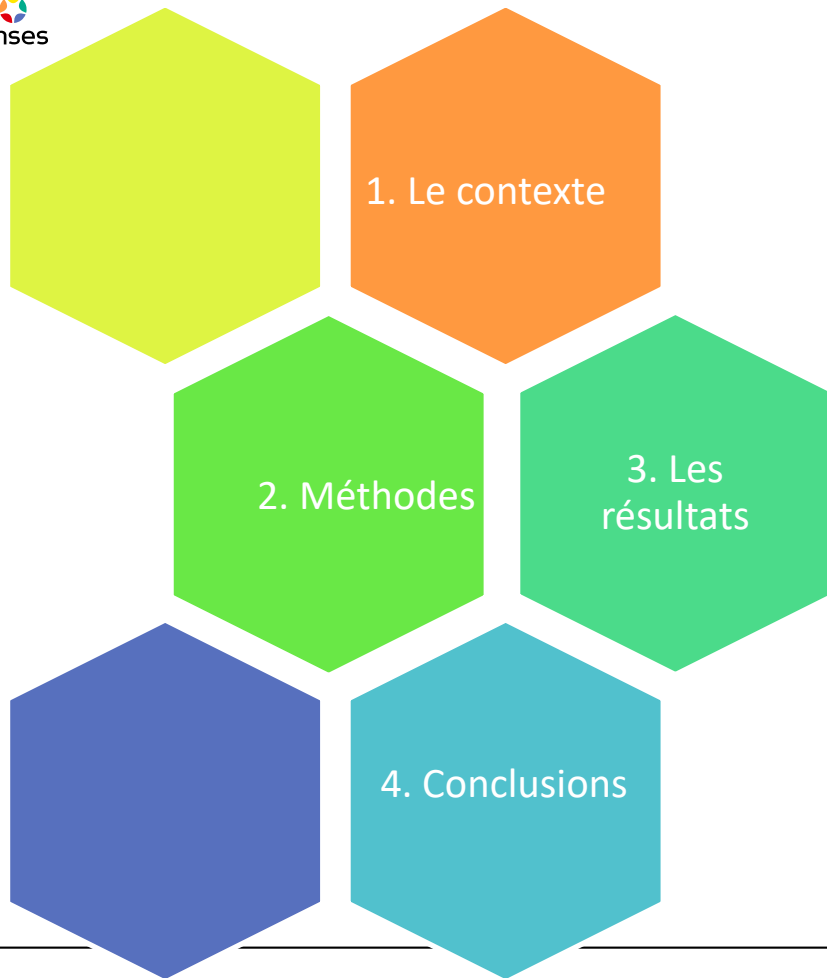 nses
1. Le contexte
2. Méthodes
3. Les
résultats
4. Conclusions